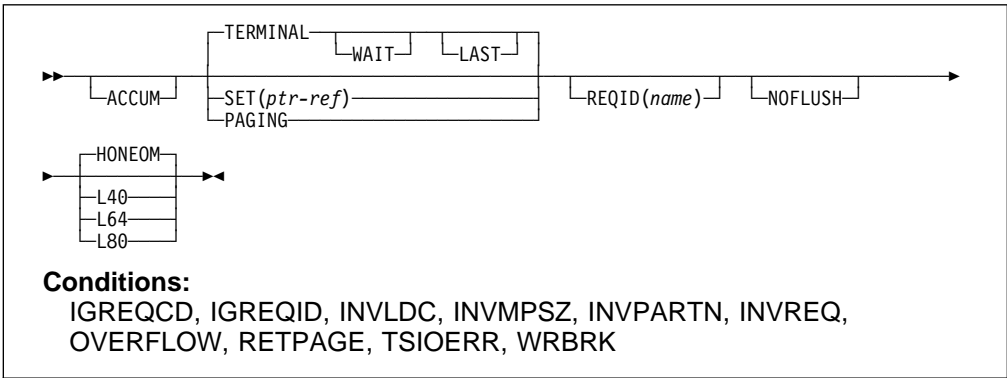 TERMINAL
WAIT LAST
ACCUM SET(ptr-ref) REQID(name) NOFLUSH
PAGING
HONEOM
L40
L64
L80
Conditions:
IGREQCD, IGREQID, INVLDC, INVMPSZ, INVPARTN, INVREQ,
OVERFLOW, RETPAGE, TSIOERR, WRBRK